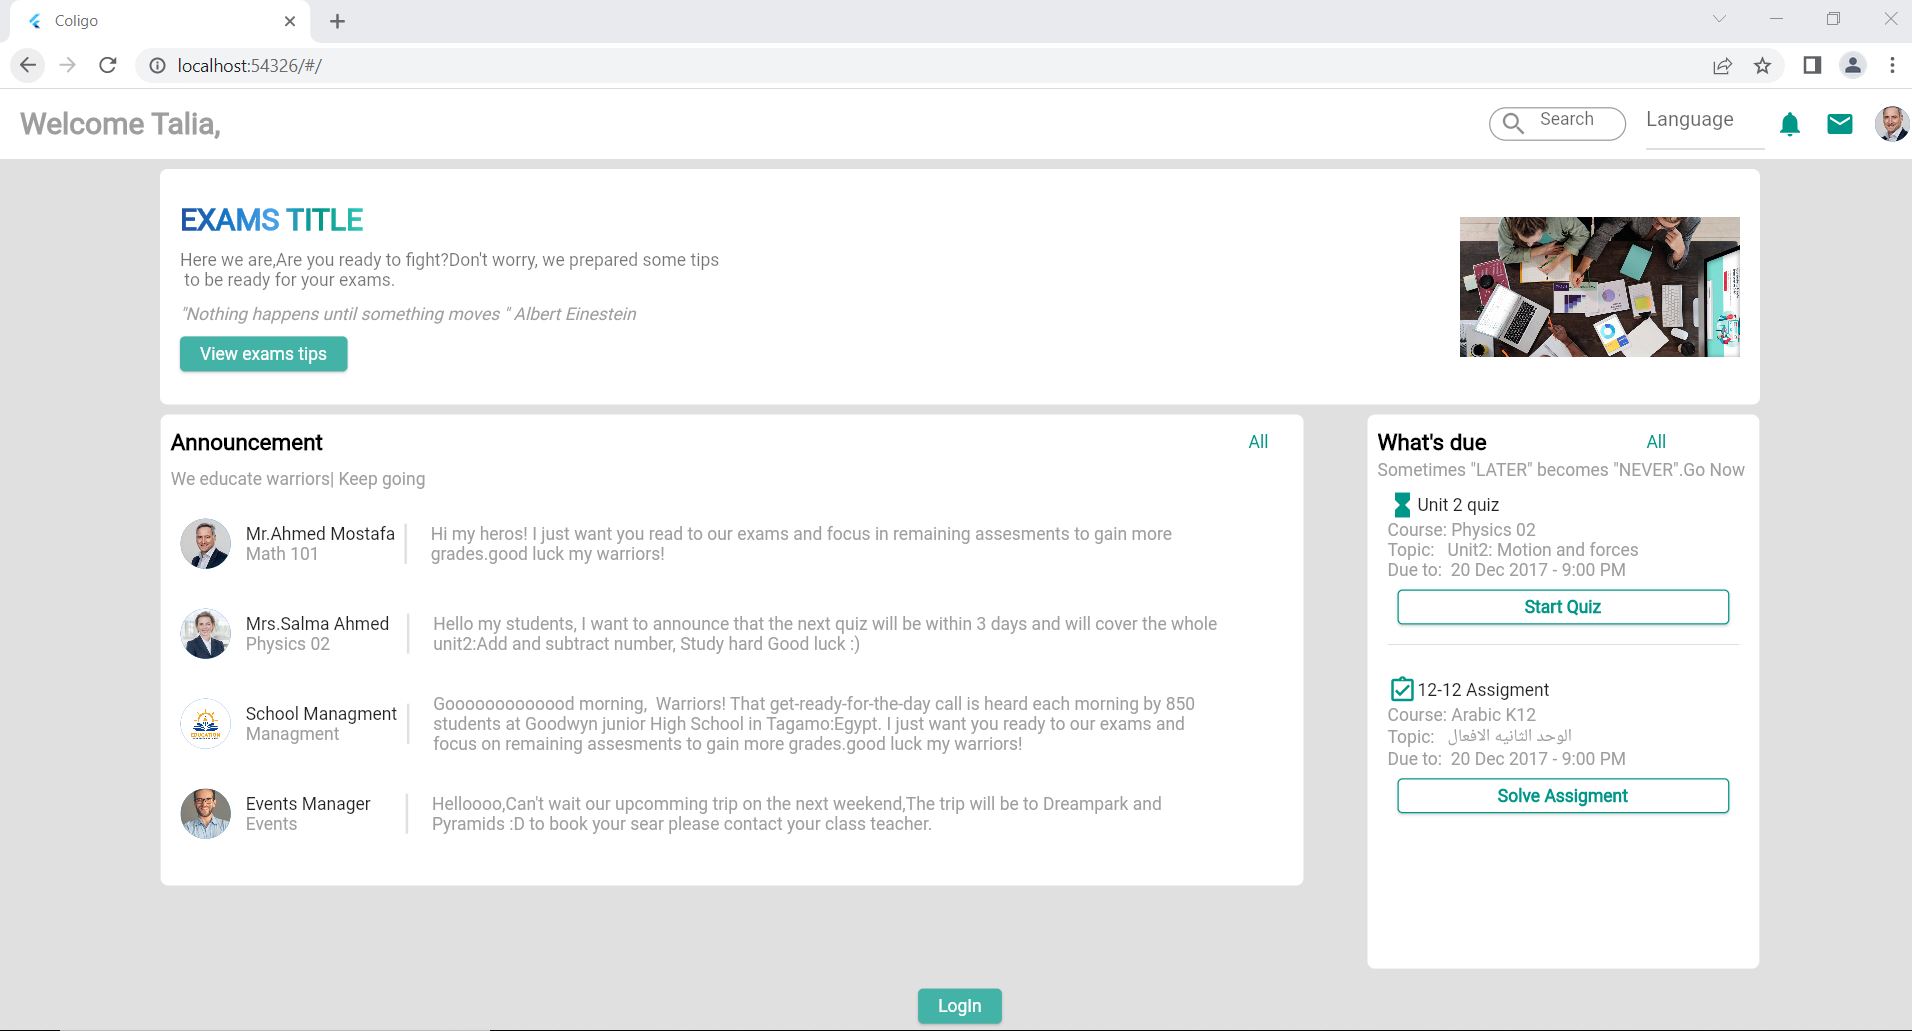 Coligo
localhost:54326/#/
Welcome Talia,
Search
Language
EXAMS TITLE
Here we are,Are you ready to fight?Don't worry, we prepared some tips
to be ready for your exams.
"Nothing happens until something moves " Albert Einestein
View exams tips
Announcement
All
We educate warriors| Keep going
Mr.Ahmed Mostafa
Math 101
Hi my heros! I just want you read to our exams and focus in remaining assesments to gain more
grades.good luck my warriors!
Mrs.Salma Ahmed
Physics 02
Hello my students, I want to announce that the next quiz will be within 3 days and will cover the whole
unit2:Add and subtract number, Study hard Good luck :)
EDUCATION
School Managment
Managment
Gooooooooooood morning,  Warriors! That get-ready-for-the-day call is heard each morning by 850
students at Goodwyn junior High School in Tagamo:Egypt. I just want you ready to our exams and
focus on remaining assesments to gain more grades.good luck my warriors!
Events Manager
Events
Helloooo,Can't wait our upcomming trip on the next weekend,The trip will be to Dreampark and
Pyramids :D to book your sear please contact your class teacher.
What's due
All
Sometimes "LATER" becomes "NEVER".Go Now
Unit 2 quiz
Course: Physics 02
Topic:   Unit2: Motion and forces
Due to:  20 Dec 2017 - 9:00 PM
Start Quiz
12-12 Assigment
Course: Arabic K12
Topic:   الوحد الثانيه الافعال
Due to:  20 Dec 2017 - 9:00 PM
Solve Assigment
LogIn